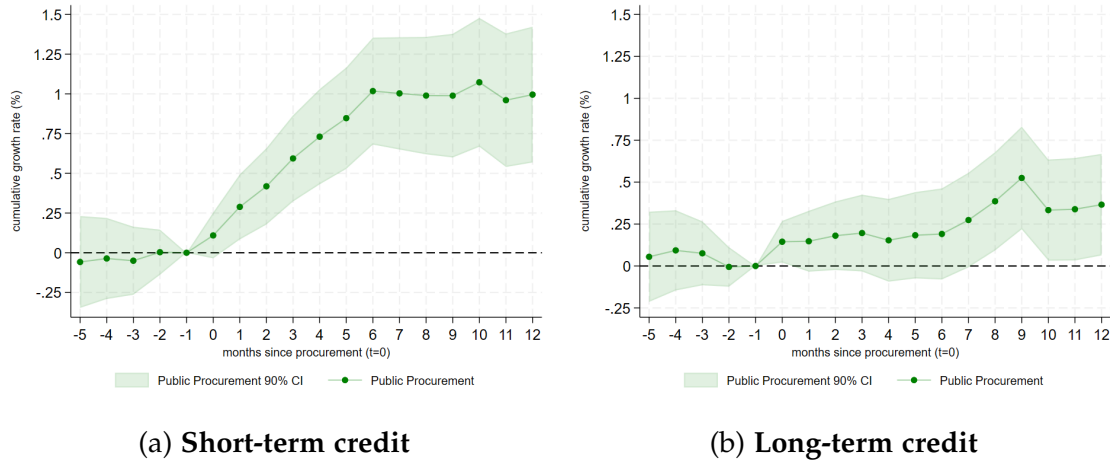 1.5
1.25
1
.75
.5
.25
0
-.25
cumulative growth rate (%)
-5 -4 -3 -2 -1 0 1 2 3 4 5 6 7 8 9 10 11 12
months since procurement (t=0)
Public Procurement 90% CI Public Procurement
(a) Short-term credit
1.5
1.25
1
.75
.5
.25
0
-.25
cumulative growth rate (%)
-5 -4 -3 -2 -1 0 1 2 3 4 5 6 7 8 9 10 11 12
months since procurement (t=0)
Public Procurement 90% CI Public Procurement
(b) Long-term credit